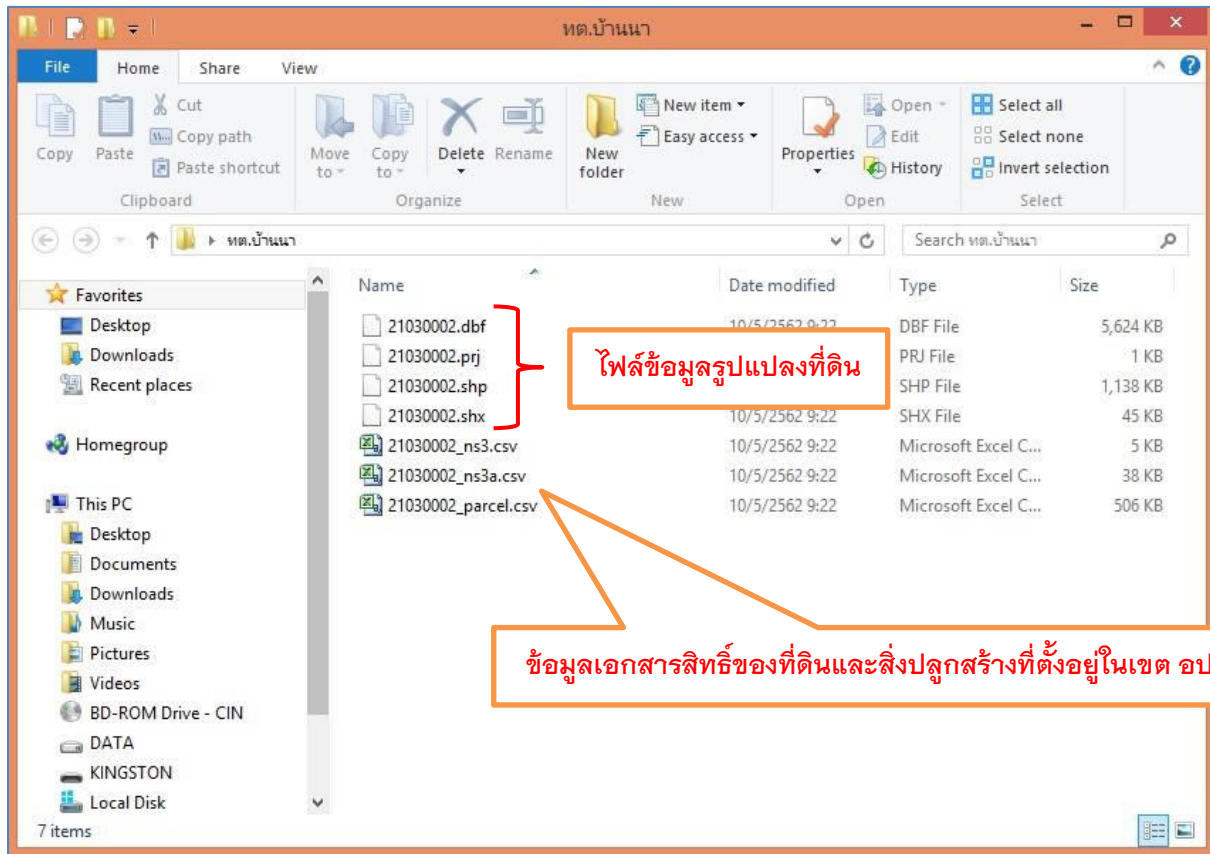 ทต.บ้านนา
File Home Share View
Copy
Paste
Cut
Copy path
Paste shortcut
Clipboard
Move to
Copy to
Delete
Rename
Organize
New folder
New item
Easy access
New
Properties
Open
Edit
History
Open
Select all
Select none
Invert selection
Select
ทต.บ้านนา
Search ทต.บ้านนา
Favorites
Desktop
Downloads
Recent places
Homegroup
This PC
Desktop
Documents
Downloads
Music
Pictures
Videos
BD-ROM Drive - CIN
DATA
KINGSTON
Local Disk
Name Date modified Type Size
21030002.dbf 10/5/2562 9:22 DBF File 5,624 KB
21030002.prj PRJ File 1 KB
21030002.shp SHP File 1,138 KB
21030002.shx 10/5/2562 9:22 SHX File 45 KB
21030002_ns3.csv 10/5/2562 9:22 Microsoft Excel C... 5 KB
21030002_ns3a.csv 10/5/2562 9:22 Microsoft Excel C... 38 KB
21030002_parcel.csv 10/5/2562 9:22 Microsoft Excel C... 506 KB
ไฟล์ข้อมูลรูปแปลงที่ดิน
ข้อมูลเอกสารสิทธิ์ของที่ดินและสิ่งปลูกสร้างที่ตั้งอยู่ในเขต อป
7 items